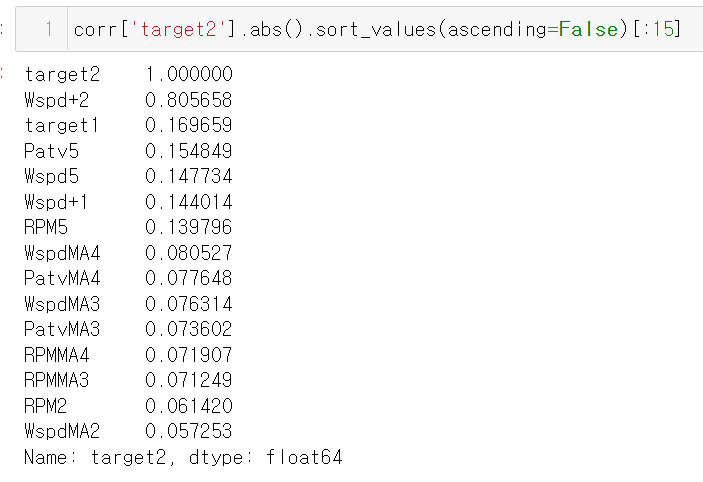 1 corr['target2'].abs().sort_values(ascending=False)[:15]
target2 1.000000
Wspd+2 0.805658
target1 0.169659
Patv5 0.154849
Wspd5 0.147734
Wspd+1 0.144014
RPM5 0.139796
WspdMA4 0.080527
PatvMA4 0.077648
WspdMA3 0.076314
PatvMA3 0.073602
RPMMA4 0.071907
RPMMA3 0.071249
RPM2 0.061420
WspdMA2 0.057253
Name: target2, dtype: float64